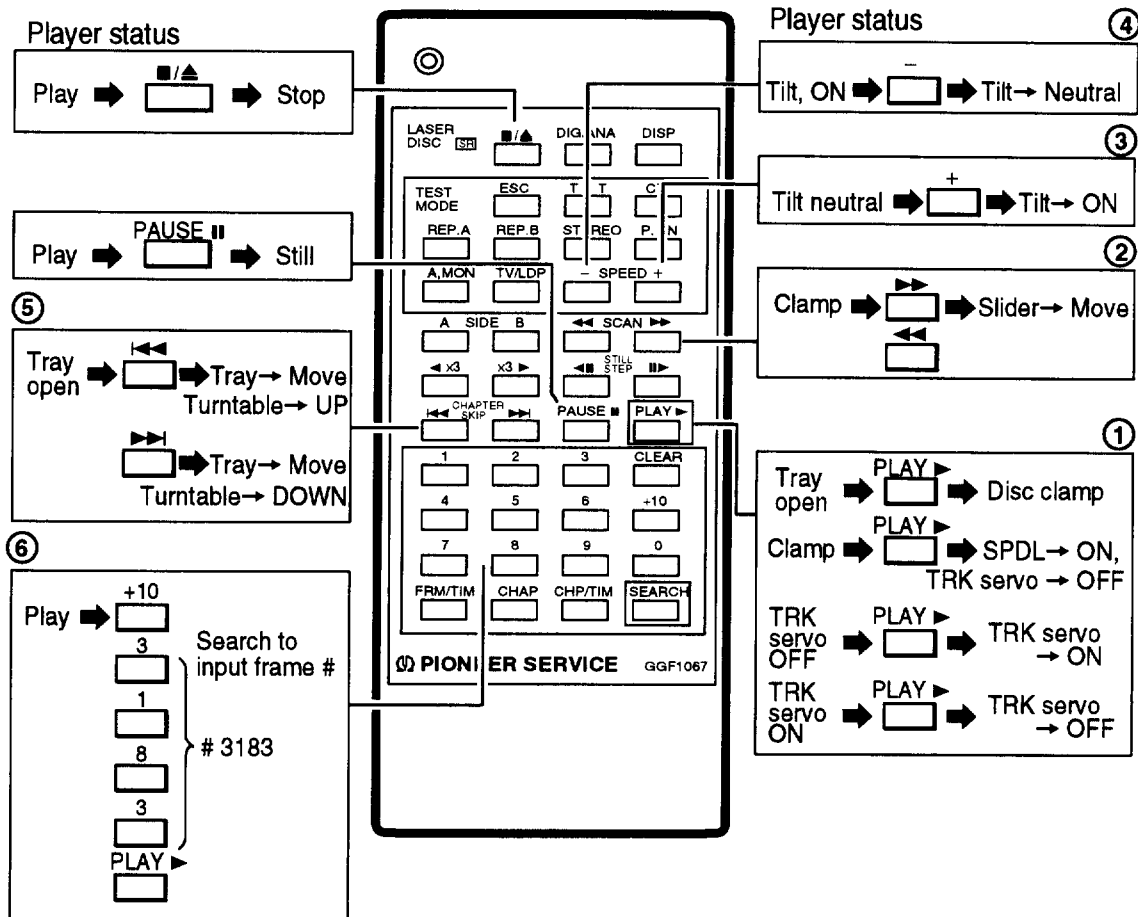 Player status
Play ➡ ■/▲ ➡ Stop
Play ➡ PAUSE ⏸ ➡ Still
⑤
Tray open ➡ |◀◀ ➡ Tray→ Move
Turntable→ UP
▶▶| ➡ Tray→ Move
Turntable→ DOWN
⑥
Play ➡ +10
3
1
8
3
PLAY ▶
Search to
input frame #
# 3183
LASER DISC SR ■/▲ DIG.ANA DISP
TEST MODE ESC
REP.A REP.B
A,MON TV/LDP − SPEED +
A SIDE B ◀◀ SCAN ▶▶
◀ x3 x3 ▶ ◀⏸ STILL STEP ⏸▶
|◀◀ CHAPTER SKIP ▶▶| PAUSE ⏸ PLAY ▶
1 2 3 CLEAR
4 5 6 +10
7 8 9 0
FRM/TIM CHAP CHP/TIM SEARCH
PIONEER SERVICE GGF1067
Player status ④
Tilt, ON ➡ − ➡ Tilt→ Neutral
③
Tilt neutral ➡ + ➡ Tilt→ ON
②
Clamp ➡ ▶▶ ➡ Slider→ Move
◀◀
①
Tray open ➡ PLAY ▶ ➡ Disc clamp
Clamp ➡ PLAY ▶ ➡ SPDL→ ON,
TRK servo → OFF
TRK servo OFF ➡ PLAY ▶ ➡ TRK servo → ON
TRK servo ON ➡ PLAY ▶ ➡ TRK servo → OFF